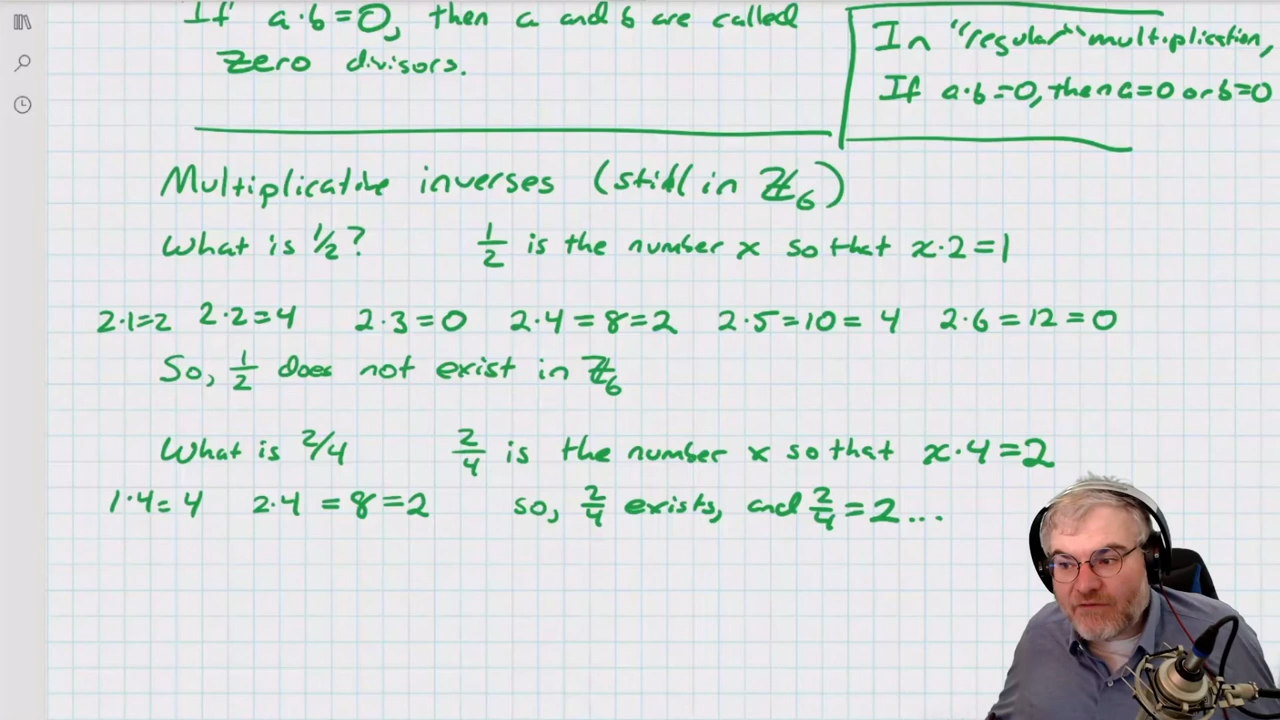 If a·b=0, then a and b are called
zero divisors.
In "regular" multiplication,
If a·b=0, then a=0 or b=0
Multiplicative inverses (still in ℤ₆)
What is ½? 1/2 is the number x so that x·2=1
2·1=2 2·2=4 2·3=0 2·4=8=2 2·5=10=4 2·6=12=0
So, 1/2 does not exist in ℤ₆
What is 2/4 2/4 is the number x so that x·4=2
1·4=4 2·4=8=2 so, 2/4 exists, and 2/4=2...